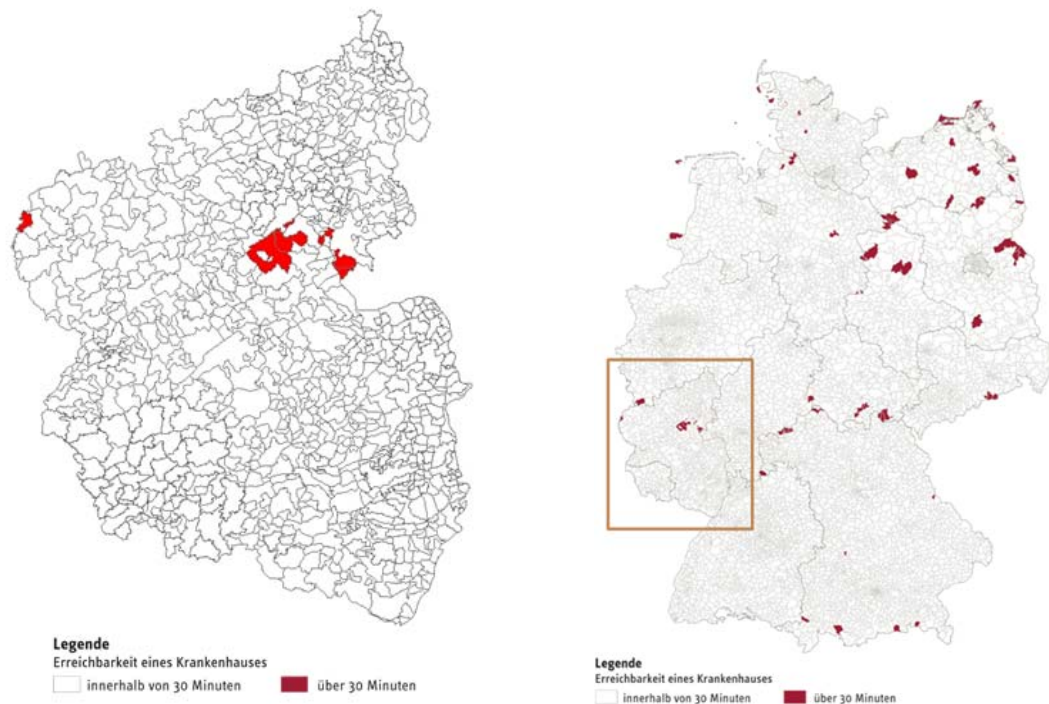 Legende
Erreichbarkeit eines Krankenhauses
innerhalb von 30 Minuten über 30 Minuten
Legende
Erreichbarkeit eines Krankenhauses
innerhalb von 30 Minuten über 30 Minuten